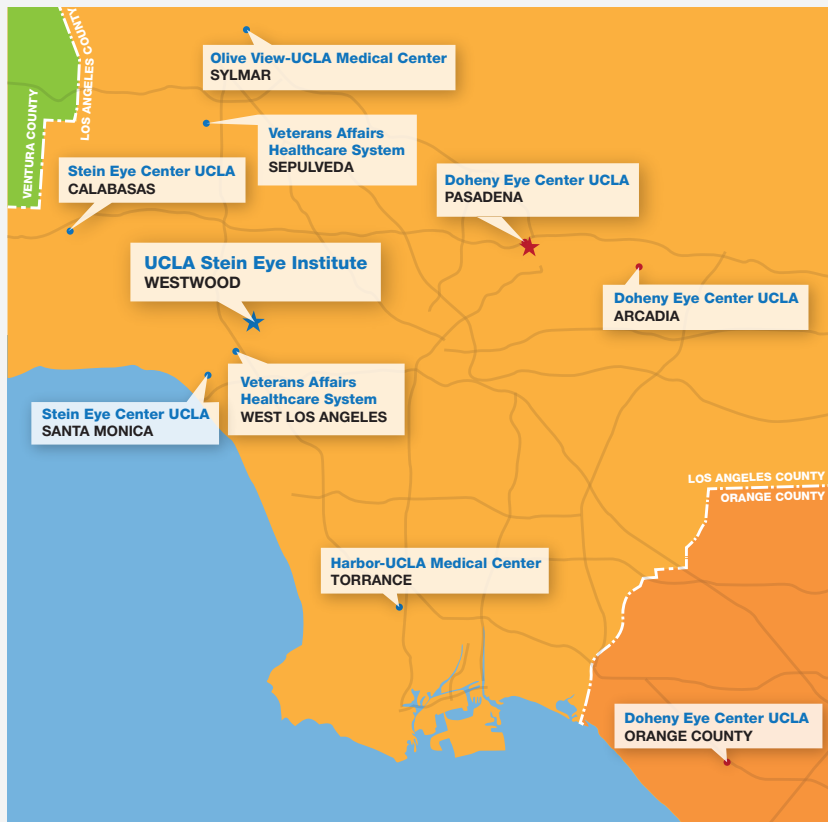 LOS ANGELES COUNTY
VENTURA COUNTY
Olive View-UCLA Medical Center
SYLMAR
Veterans Affairs
Healthcare System
SEPULVEDA
Stein Eye Center UCLA
CALABASAS
Doheny Eye Center UCLA
PASADENA
UCLA Stein Eye Institute
WESTWOOD
Doheny Eye Center UCLA
ARCADIA
Veterans Affairs
Healthcare System
WEST LOS ANGELES
Stein Eye Center UCLA
SANTA MONICA
LOS ANGELES COUNTY
ORANGE COUNTY
Harbor-UCLA Medical Center
TORRANCE
Doheny Eye Center UCLA
ORANGE COUNTY